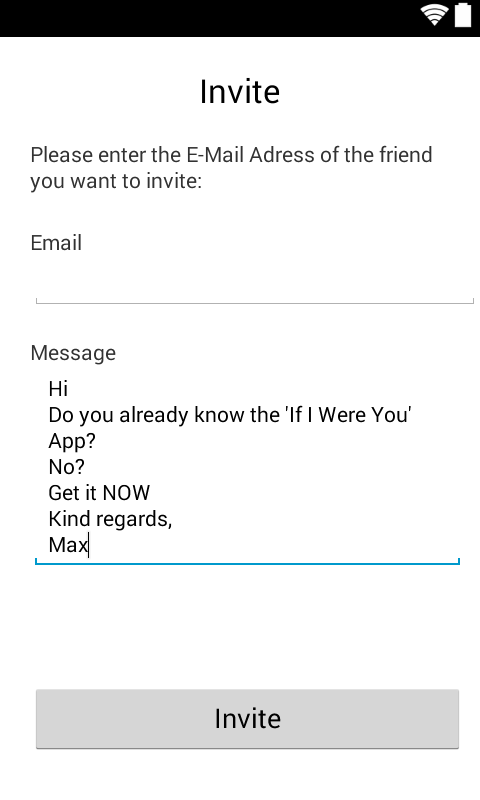 Invite
Please enter the E-Mail Adress of the friend
you want to invite:
Email
Message
Hi
Do you already know the 'If I Were You'
App?
No?
Get it NOW
Kind regards,
Max
Invite